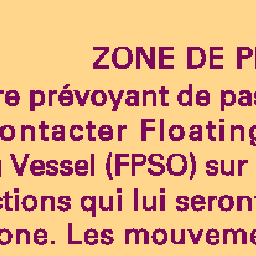 ZONE DE P
re prévoyant de pas
ontacter Floating
Vessel (FPSO) sur
ctions qui lui seront
one. Les mouveme